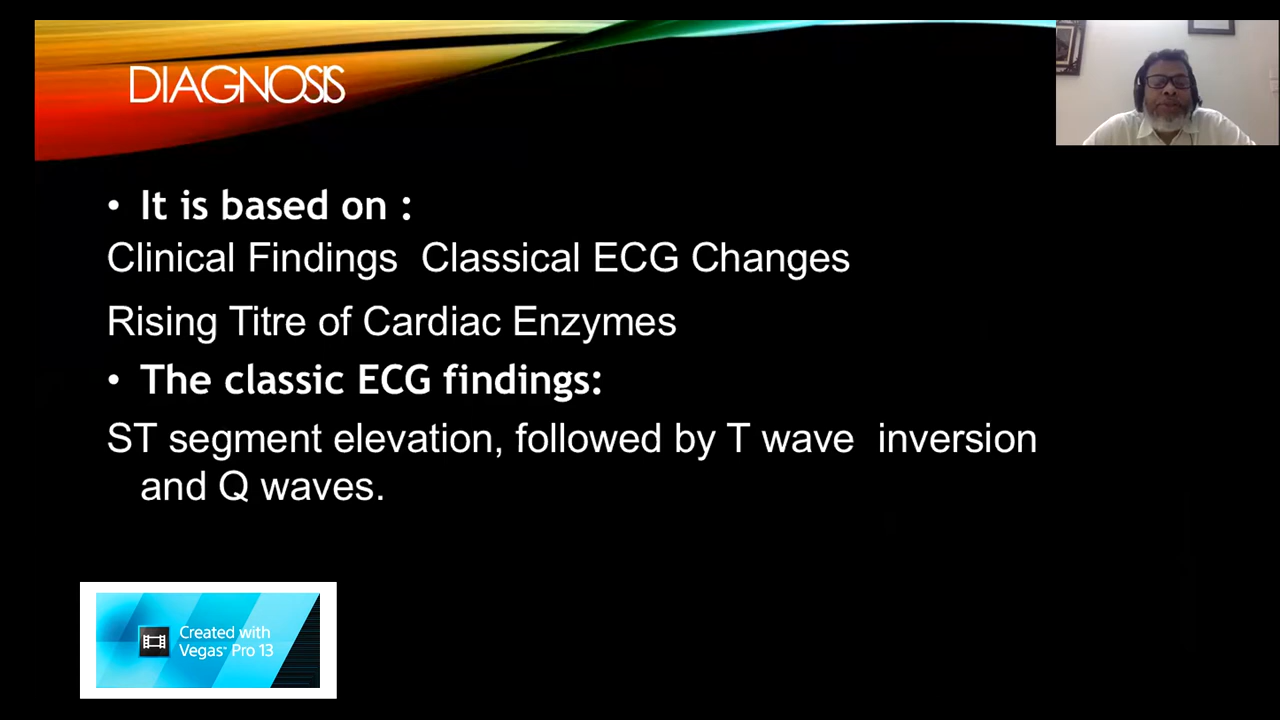 DIAGNOSIS
• It is based on :
Clinical Findings  Classical ECG Changes
Rising Titre of Cardiac Enzymes
• The classic ECG findings:
ST segment elevation, followed by T wave  inversion
and Q waves.
Created with
Vegas™ Pro 13